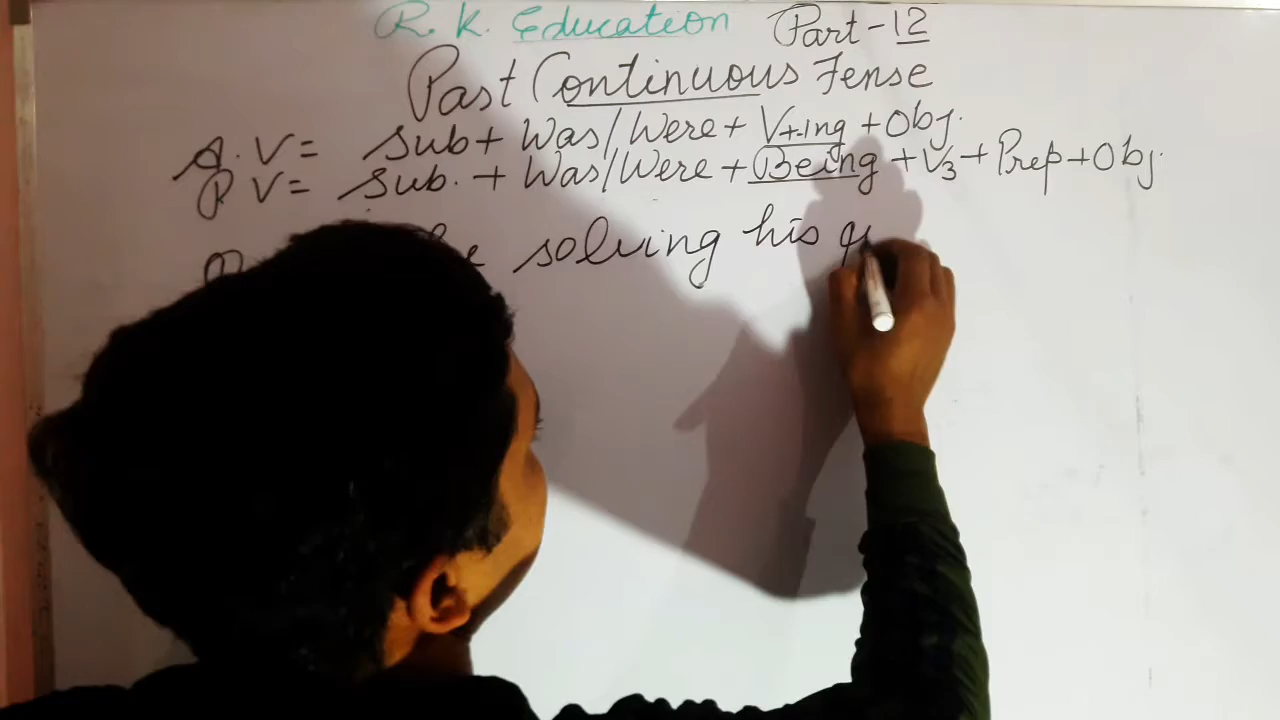 R. K. Education Part-12
Past Continuous Tense
A. V = Sub + Was/Were + V+ing + Obj.
P. V = Sub. + Was/Were + Being + V3 + Prep + Obj.
solving his